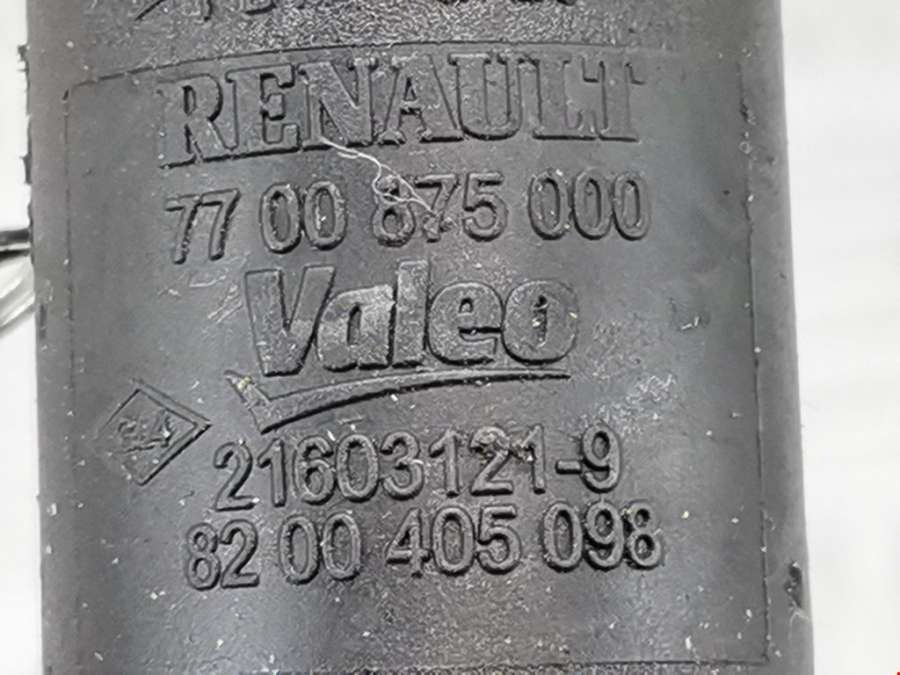 RENAULT
77 00 875 000
Valeo
21603121-9
82 00 405 098